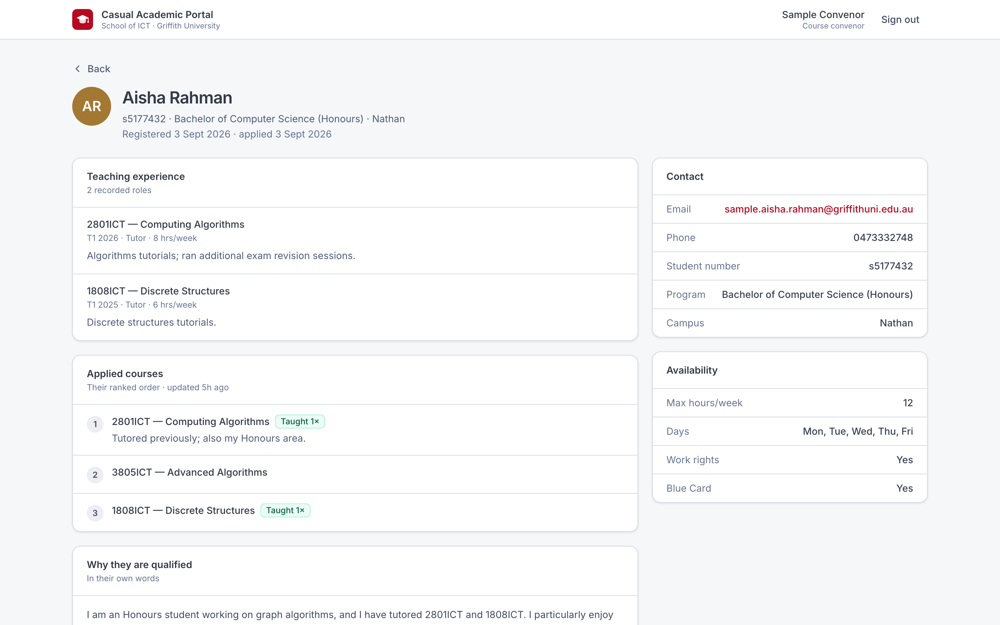 Casual Academic Portal
School of ICT · Griffith University
Sample Convenor
Course convenor
Sign out
Back
AR
Aisha Rahman
s5177432 · Bachelor of Computer Science (Honours) · Nathan
Registered 3 Sept 2026 · applied 3 Sept 2026
Teaching experience
2 recorded roles
2801ICT — Computing Algorithms
T1 2026 · Tutor · 8 hrs/week
Algorithms tutorials; ran additional exam revision sessions.
1808ICT — Discrete Structures
T1 2025 · Tutor · 6 hrs/week
Discrete structures tutorials.
Applied courses
Their ranked order · updated 5h ago
1 2801ICT — Computing Algorithms Taught 1×
Tutored previously; also my Honours area.
2 3805ICT — Advanced Algorithms
3 1808ICT — Discrete Structures Taught 1×
Why they are qualified
In their own words
I am an Honours student working on graph algorithms, and I have tutored 2801ICT and 1808ICT. I particularly enjoy
Contact
Email sample.aisha.rahman@griffithuni.edu.au
Phone 0473332748
Student number s5177432
Program Bachelor of Computer Science (Honours)
Campus Nathan
Availability
Max hours/week 12
Days Mon, Tue, Wed, Thu, Fri
Work rights Yes
Blue Card Yes